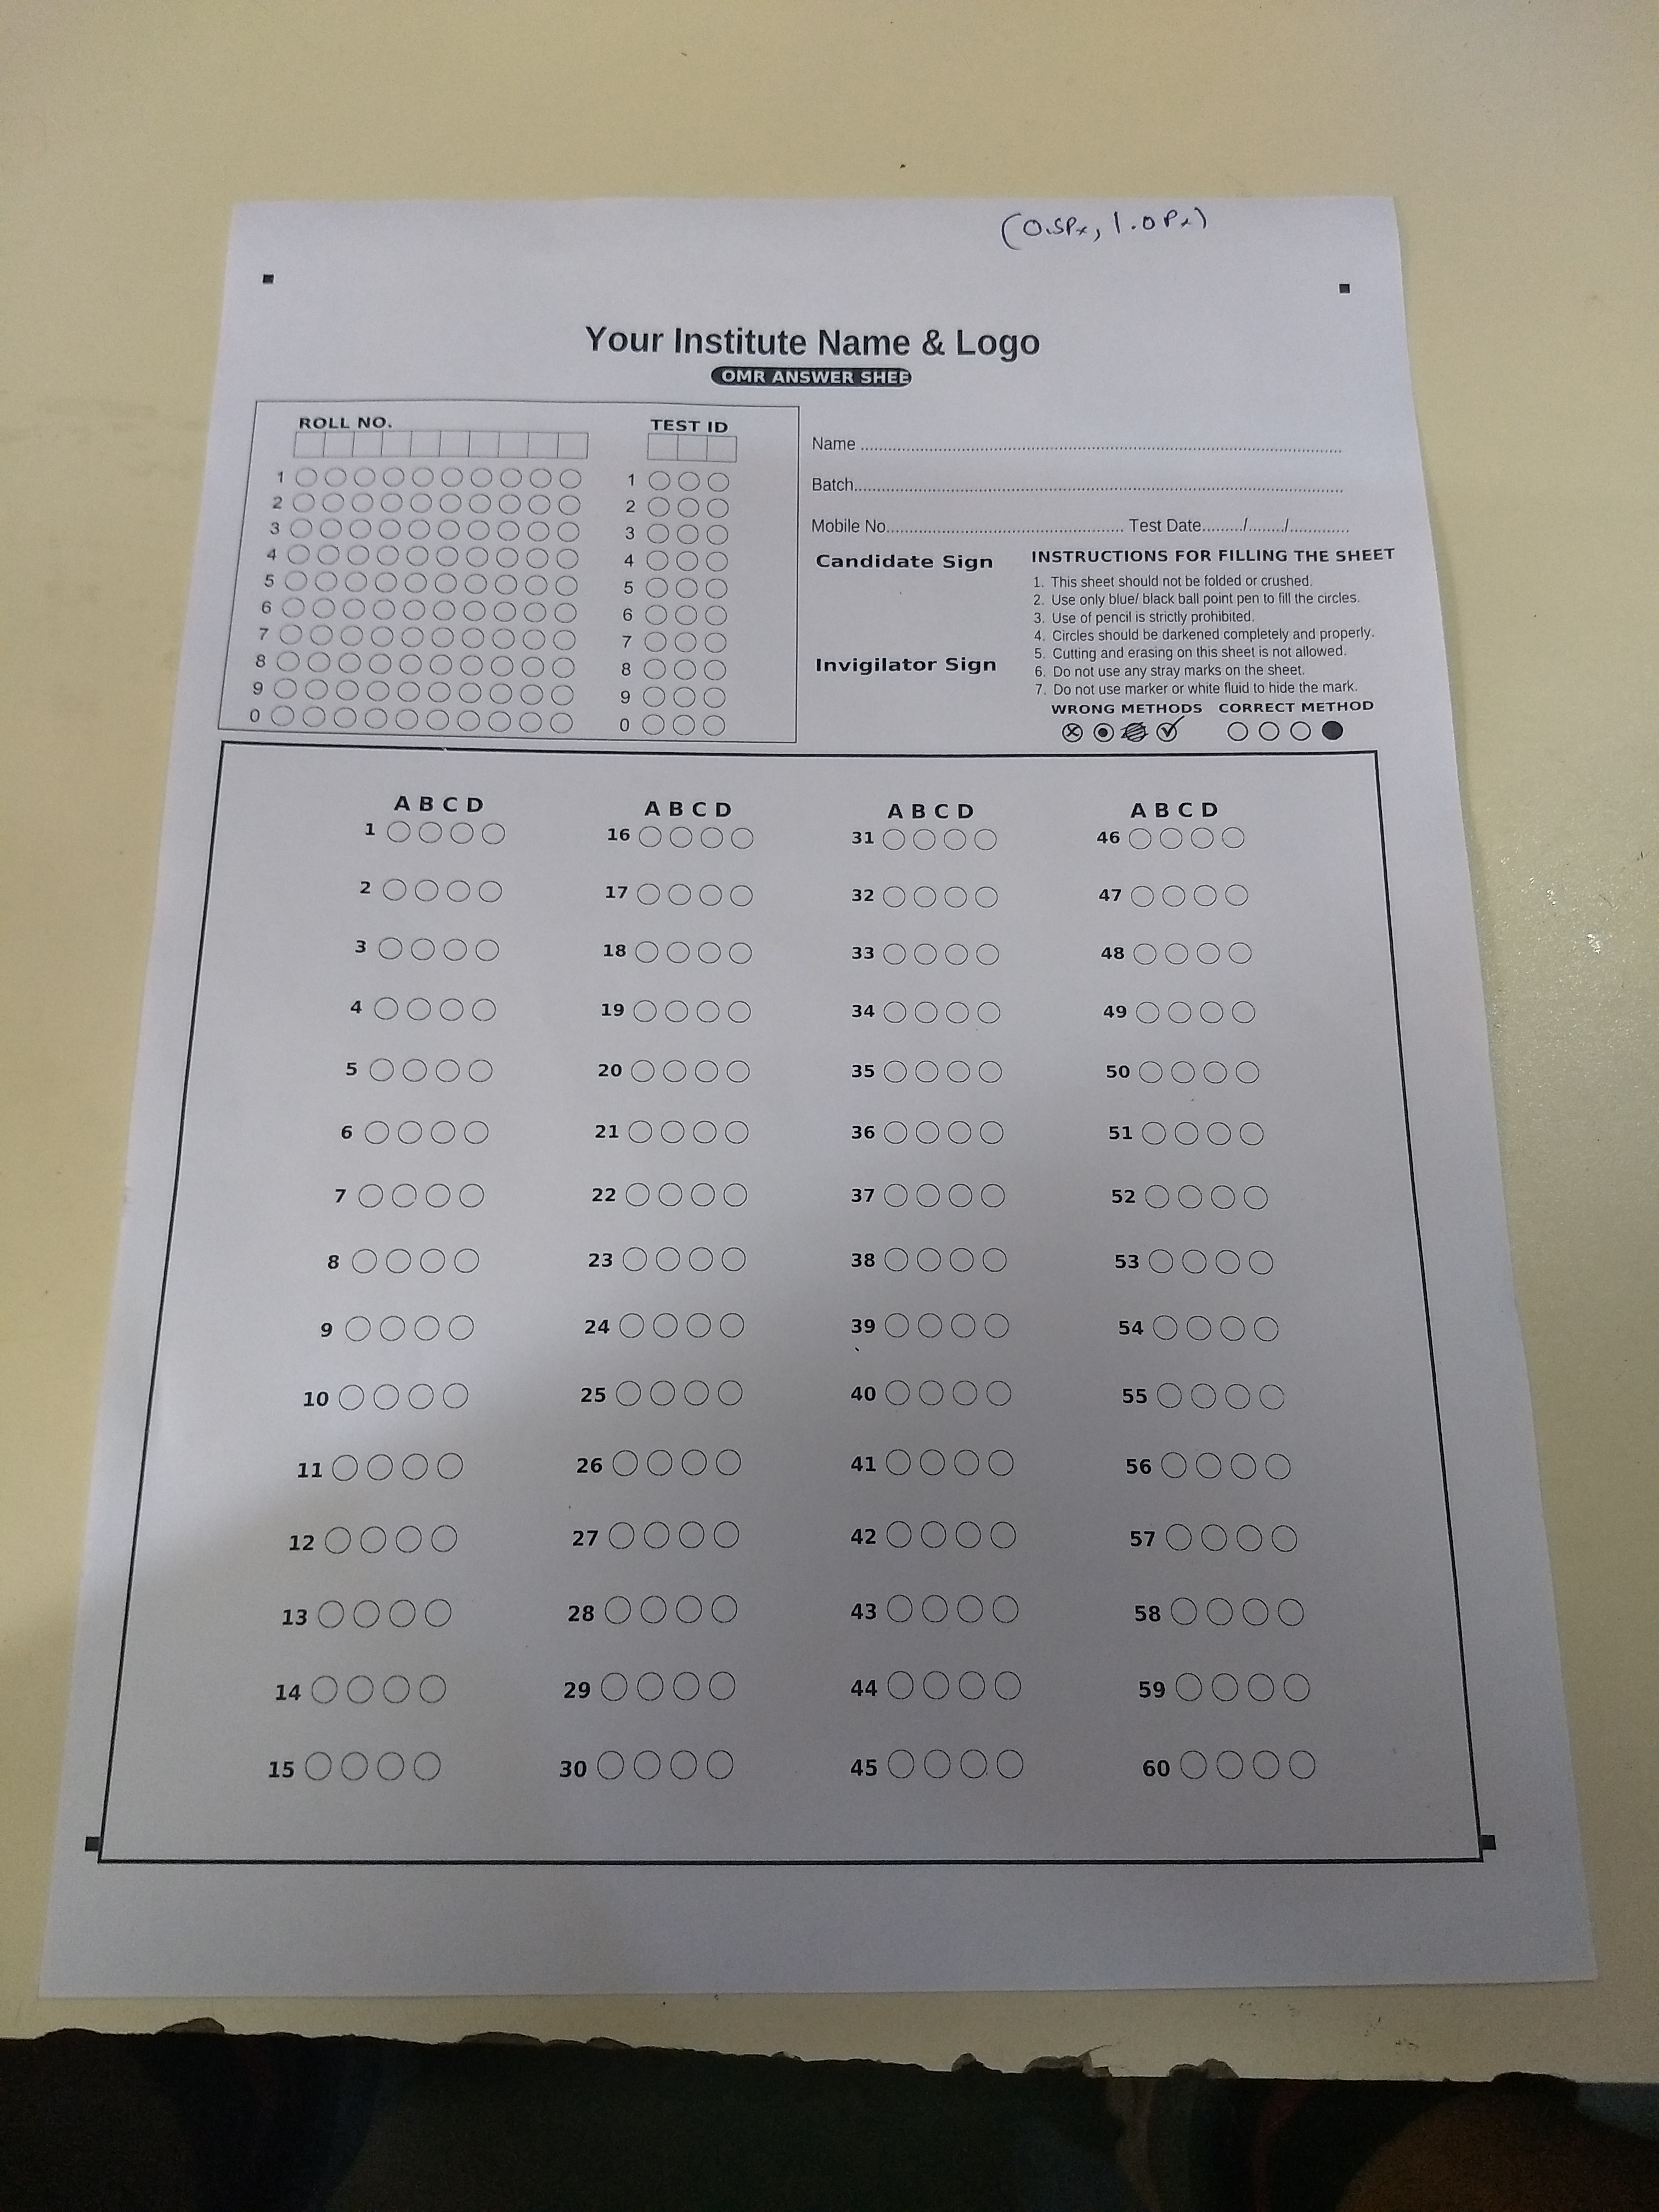 (0.5Px, 1.0Px)
Your Institute Name & Logo
OMR ANSWER SHEE
ROLL NO.
TEST ID
1 1
2 2
3 3
4 4
5 5
6 6
7 7
8 8
9 9
0 0
Name ....................
Batch....................
Mobile No.................... Test Date........./......../............
Candidate Sign
Invigilator Sign
INSTRUCTIONS FOR FILLING THE SHEET
1. This sheet should not be folded or crushed.
2. Use only blue/ black ball point pen to fill the circles.
3. Use of pencil is strictly prohibited.
4. Circles should be darkened completely and properly.
5. Cutting and erasing on this sheet is not allowed.
6. Do not use any stray marks on the sheet.
7. Do not use marker or white fluid to hide the mark.
WRONG METHODS CORRECT METHOD
A B C D A B C D A B C D A B C D
1 16 31 46
2 17 32 47
3 18 33 48
4 19 34 49
5 20 35 50
6 21 36 51
7 22 37 52
8 23 38 53
9 24 39 54
10 25 40 55
11 26 41 56
12 27 42 57
13 28 43 58
14 29 44 59
15 30 45 60